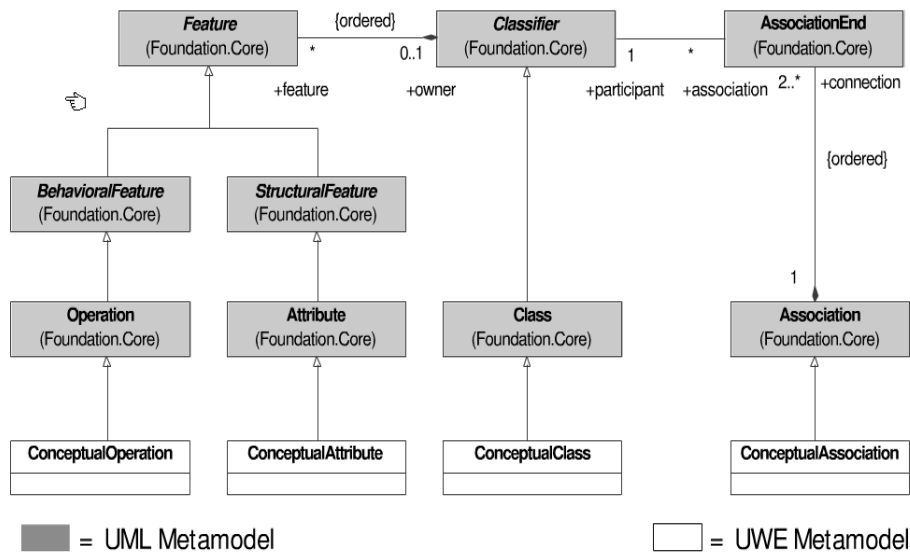 Feature
(Foundation.Core)
{ordered}
*
0..1
+feature
+owner
Classifier
(Foundation.Core)
1
*
+participant
+association
AssociationEnd
(Foundation.Core)
2..*
+connection
{ordered}
1
BehavioralFeature
(Foundation.Core)
StructuralFeature
(Foundation.Core)
Operation
(Foundation.Core)
Attribute
(Foundation.Core)
Class
(Foundation.Core)
Association
(Foundation.Core)
ConceptualOperation
ConceptualAttribute
ConceptualClass
ConceptualAssociation
= UML Metamodel
= UWE Metamodel